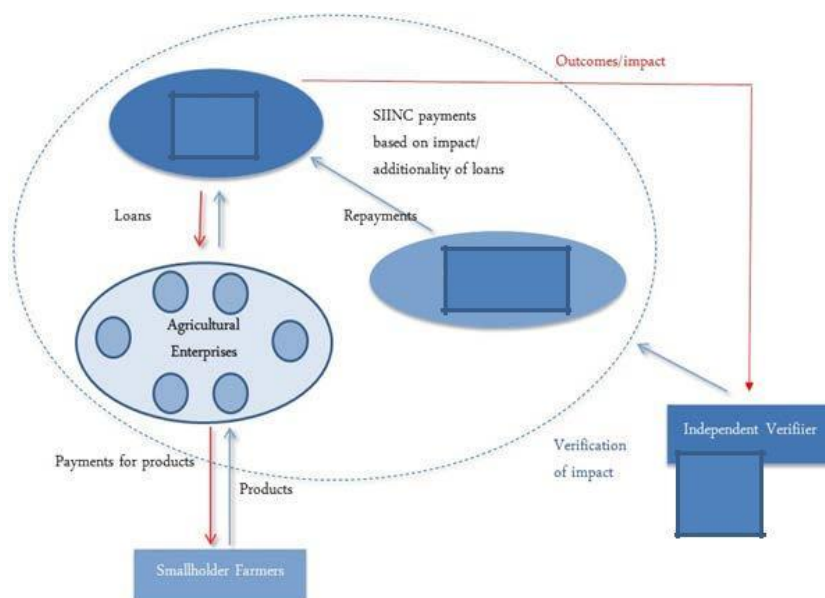 Outcomes/impact
SIINC payments
based on impact/
additionality of loans
Loans
Repayments
Agricultural
Enterprises
Independent Verifiier
Verification
of impact
Payments for products
Products
Smallholder Farmers